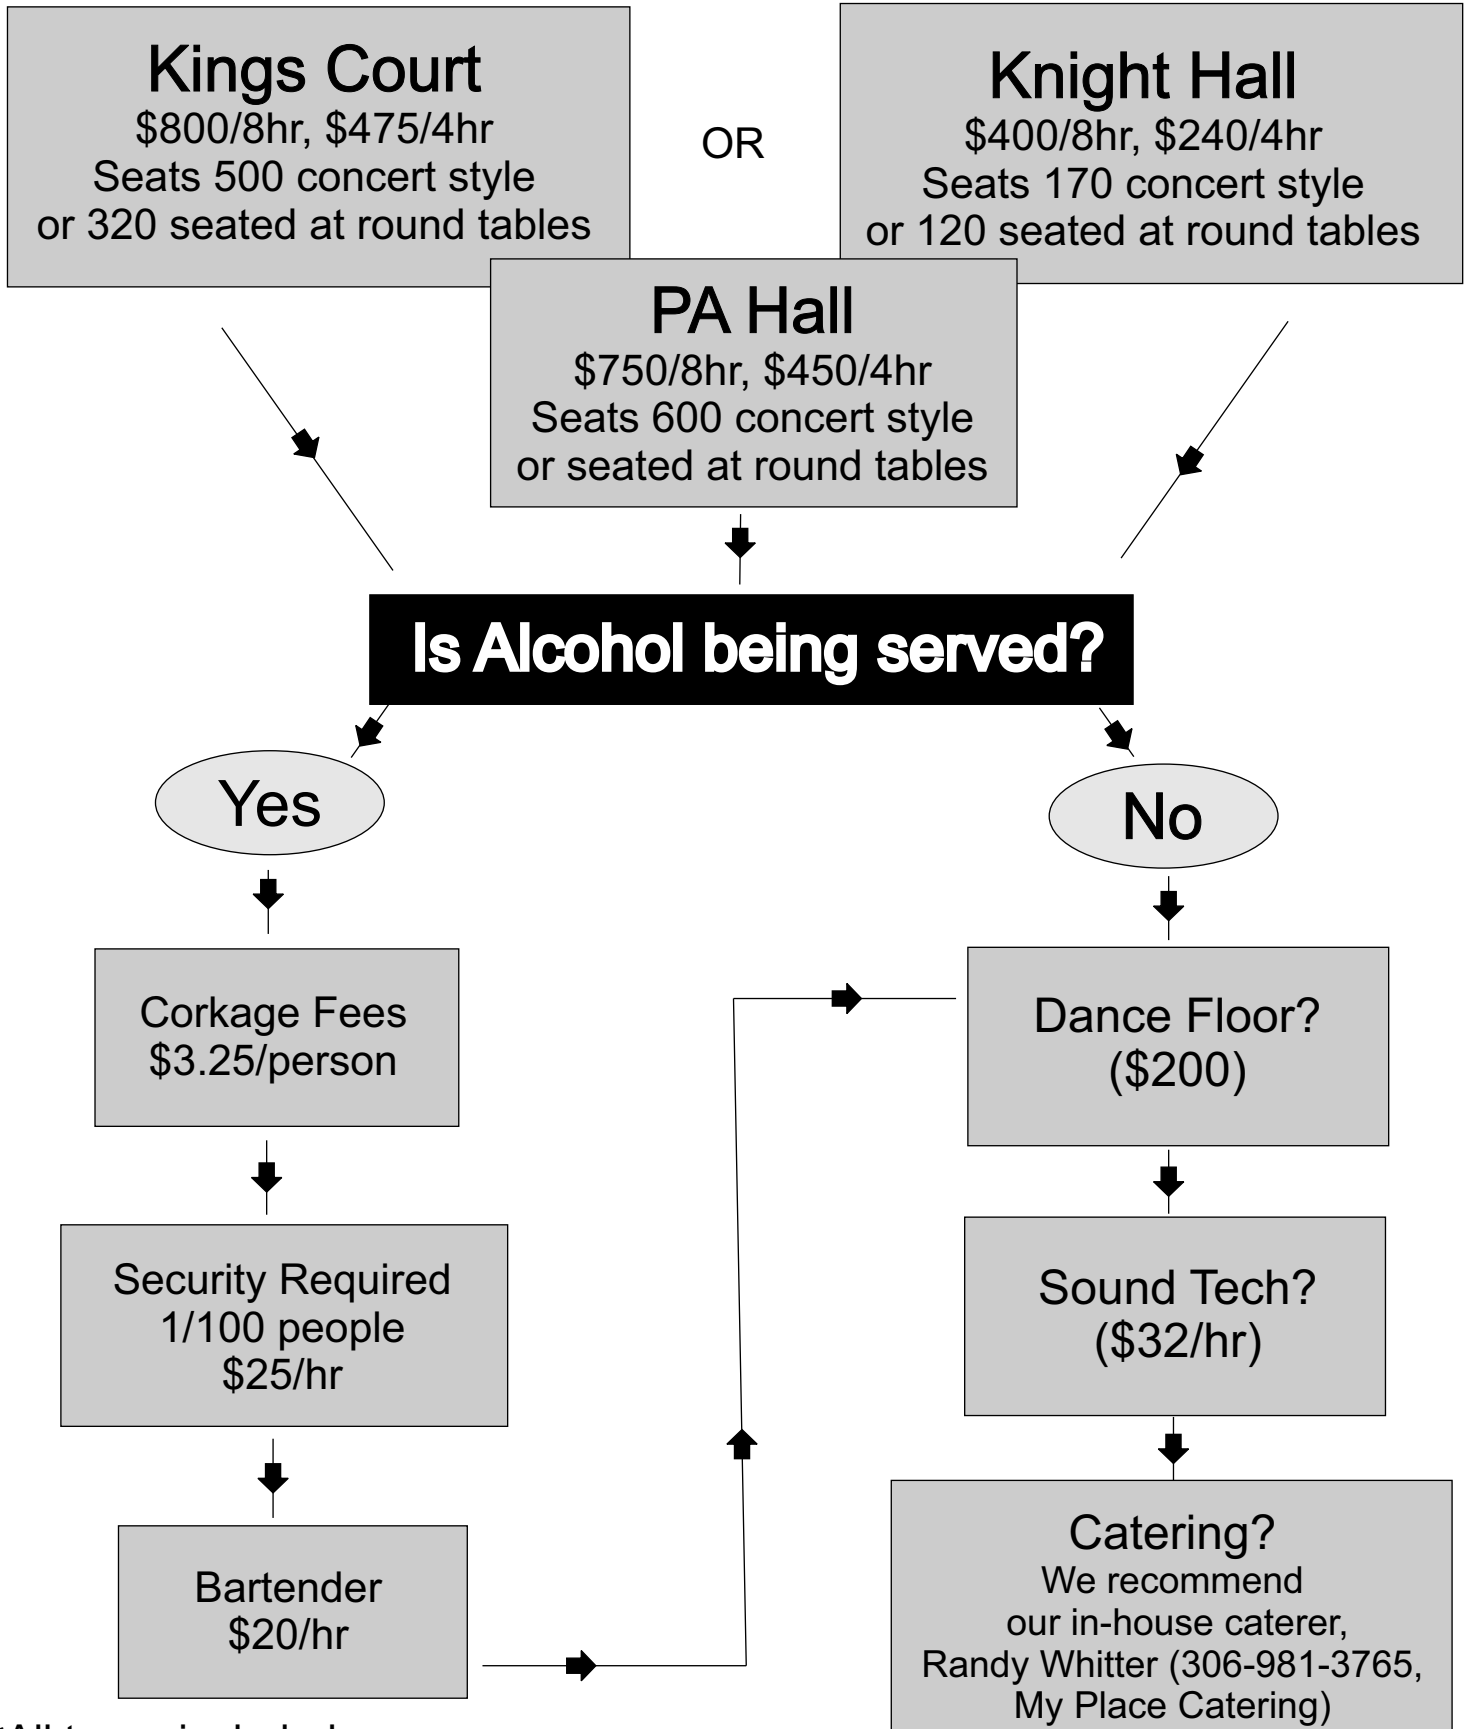 Kings Court
$800/8hr, $475/4hr
Seats 500 concert style
or 320 seated at round tables
OR
Knight Hall
$400/8hr, $240/4hr
Seats 170 concert style
or 120 seated at round tables
PA Hall
$750/8hr, $450/4hr
Seats 600 concert style
or seated at round tables
Is Alcohol being served?
Yes
Corkage Fees
$3.25/person
Security Required
1/100 people
$25/hr
Bartender
$20/hr
No
Dance Floor?
($200)
Sound Tech?
($32/hr)
Catering?
We recommend
our in-house caterer,
Randy Whitter (306-981-3765,
My Place Catering)